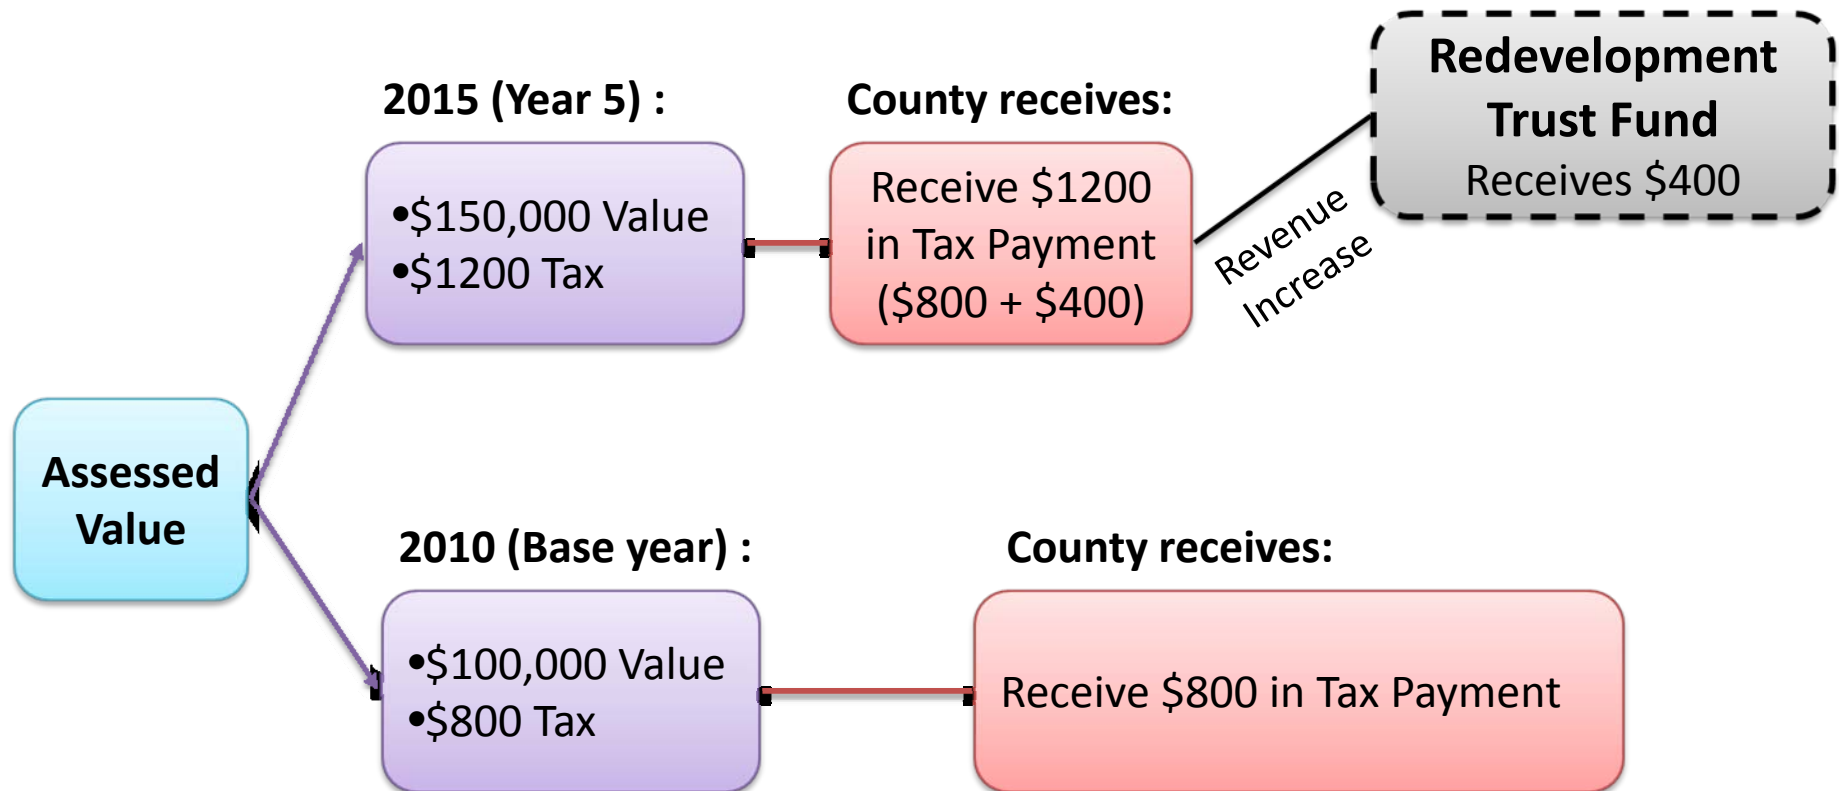 Redevelopment
Trust Fund
Receives $400
2015 (Year 5) :
County receives:
•$150,000 Value
•$1200 Tax
Receive $1200
in Tax Payment
($800 + $400)
Revenue
Increase
Assessed
Value
2010 (Base year) :
County receives:
•$100,000 Value
•$800 Tax
Receive $800 in Tax Payment